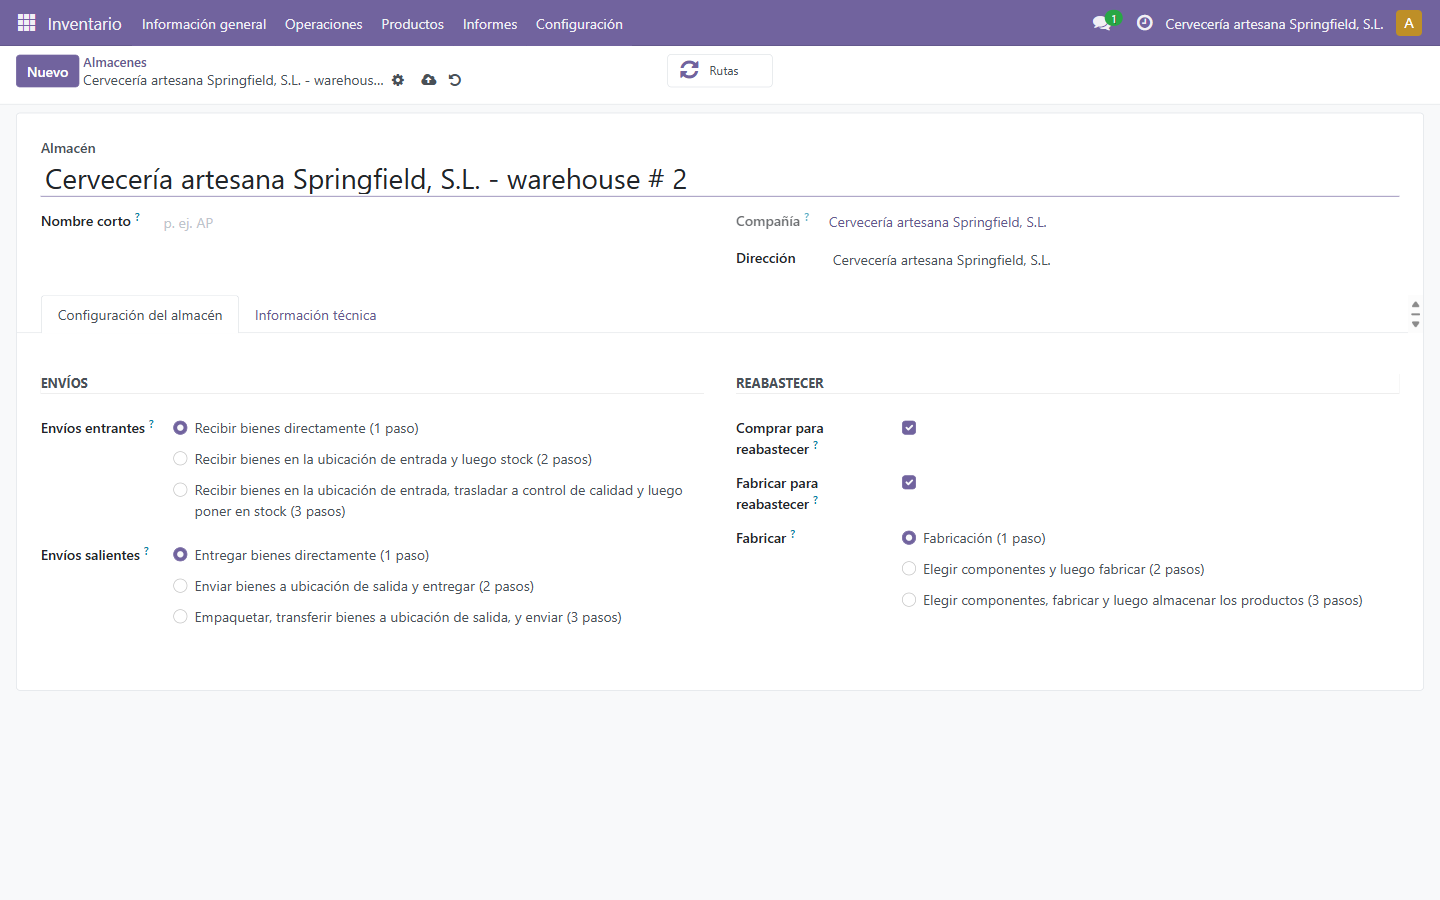 Inventario
Información general
Operaciones
Productos
Informes
Configuración
1
Cervecería artesana Springfield, S.L.
A
Nuevo
Almacenes
Cervecería artesana Springfield, S.L. - warehous...
Rutas
Almacén
Cervecería artesana Springfield, S.L. - warehouse # 2
Nombre corto ?
p. ej. AP
Compañía ?
Cervecería artesana Springfield, S.L.
Dirección
Cervecería artesana Springfield, S.L.
Configuración del almacén
Información técnica
ENVÍOS
Envíos entrantes ?
Recibir bienes directamente (1 paso)
Recibir bienes en la ubicación de entrada y luego stock (2 pasos)
Recibir bienes en la ubicación de entrada, trasladar a control de calidad y luego
poner en stock (3 pasos)
Envíos salientes ?
Entregar bienes directamente (1 paso)
Enviar bienes a ubicación de salida y entregar (2 pasos)
Empaquetar, transferir bienes a ubicación de salida, y enviar (3 pasos)
REABASTECER
Comprar para
reabastecer ?
Fabricar para
reabastecer ?
Fabricar ?
Fabricación (1 paso)
Elegir componentes y luego fabricar (2 pasos)
Elegir componentes, fabricar y luego almacenar los productos (3 pasos)